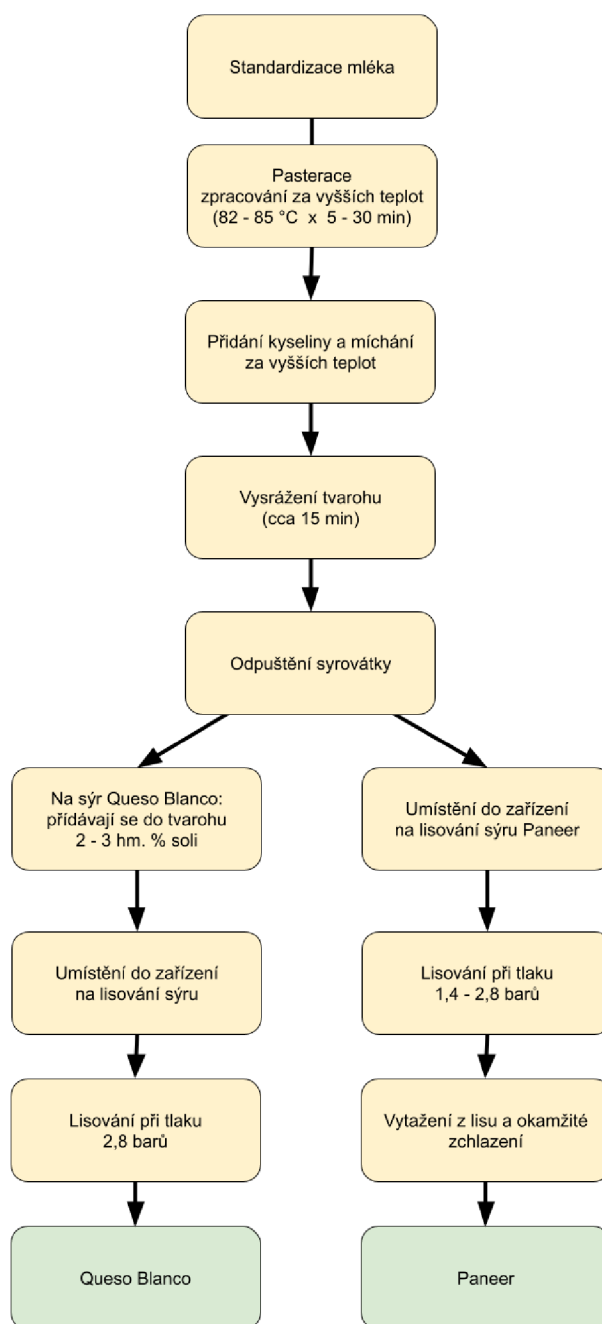 Standardizace mléka
Pasterace
zpracování za vyšších teplot
(82 - 85 °C x 5 - 30 min)
Přidání kyseliny a míchání
za vyšších teplot
Vysrážení tvarohu
(cca 15 min)
Odpuštění syrovátky
Na sýr Queso Blanco:
přídávají se do tvarohu
2 - 3 hm. % soli
Umístění do zařízení
na lisování sýru
Lisování při tlaku
2,8 barů
Queso Blanco
Umístění do zařízení
na lisování sýru Paneer
Lisování při tlaku
1,4 - 2,8 barů
Vytažení z lisu a okamžité
zchlazení
Paneer